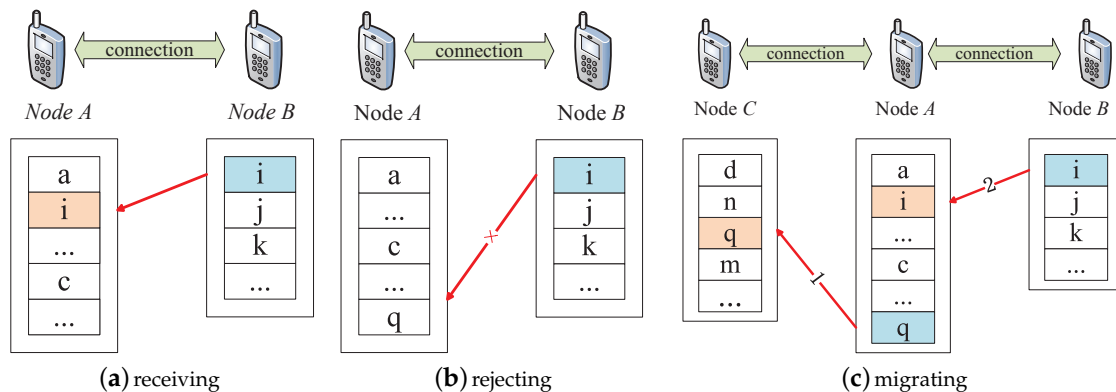 connection
Node A
Node B
a
i
...
c
...
i
j
k
...
(a) receiving
connection
Node A
Node B
a
...
c
...
q
i
j
k
...
x
(b) rejecting
connection
connection
Node C
Node A
Node B
d
n
q
m
...
1
a
i
...
c
...
q
2
i
j
k
...
(c) migrating